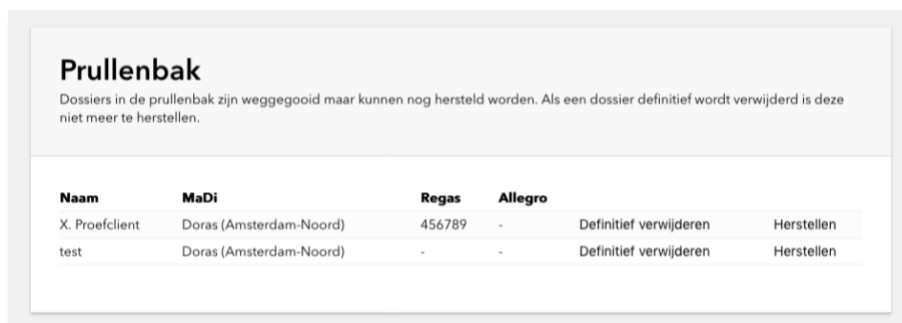 Prullenbak
Dossiers in de prullenbak zijn weggegooid maar kunnen nog hersteld worden. Als een dossier definitief wordt verwijderd is deze
niet meer te herstellen.
Naam MaDi Regas Allegro
X. Proefclient Doras (Amsterdam-Noord) 456789 - Definitief verwijderen Herstellen
test Doras (Amsterdam-Noord) - - Definitief verwijderen Herstellen